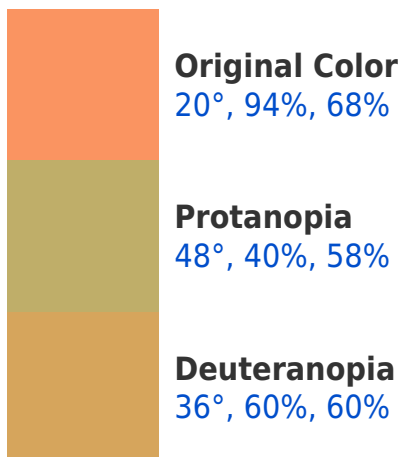 Original Color
20°, 94%, 68%
Protanopia
48°, 40%, 58%
Deuteranopia
36°, 60%, 60%